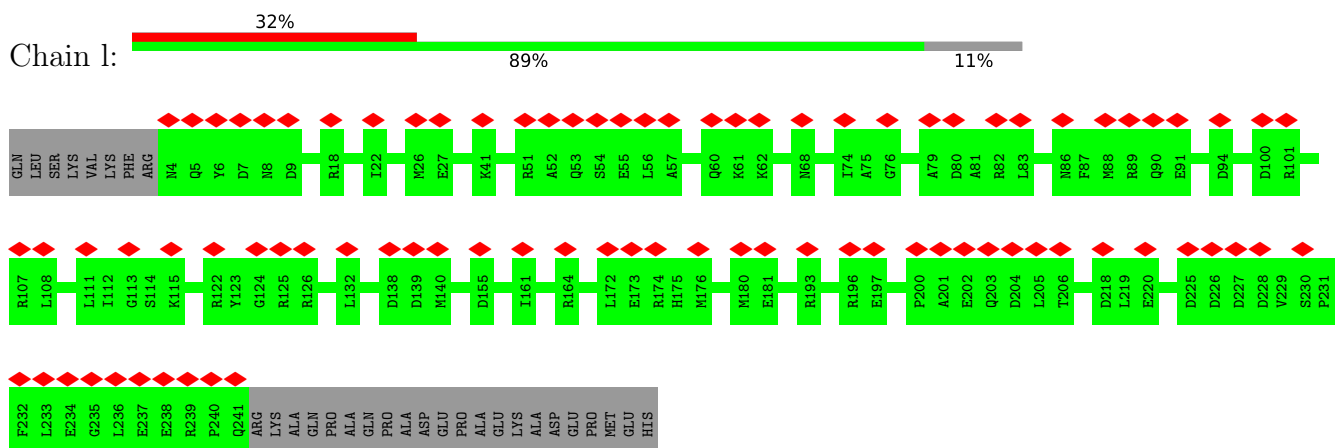 32%
Chain l:
89% 11%
GLN LEU SER LYS VAL LYS PHE ARG N4 Q5 Y6 D7 N8 D9 R18 I22 M26 E27 K41 R51 A52 Q53 S54 E55 L56 A57 Q60 K61 K62 N68 I74 A75 G76 A79 D80 A81 R82 L83 N86 F87 M88 R89 Q90 E91 D94 D100 R101
R107 L108 L111 I112 G113 S114 K115 R122 Y123 G124 R125 R126 L132 D138 D139 M140 D155 I161 R164 L172 E173 R174 H175 M176 M180 E181 R193 R196 E197 P200 A201 E202 Q203 D204 L205 T206 D218 L219 E220 D225 D226 D227 D228 V229 S230 P231
F232 L233 E234 G235 L236 E237 E238 R239 P240 Q241 ARG LYS ALA GLN PRO ALA GLN PRO ALA ASP GLU PRO ALA GLU LYS ALA ASP GLU PRO MET GLU HIS